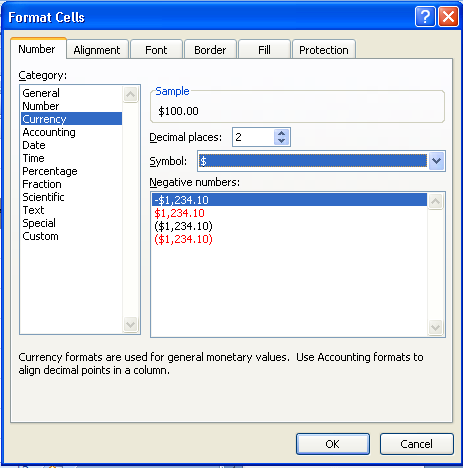 Format Cells
Number Alignment Font Border Fill Protection
Category:
General
Number
Currency
Accounting
Date
Time
Percentage
Fraction
Scientific
Text
Special
Custom
Sample
$100.00
Decimal places: 2
Symbol: $
Negative numbers:
-$1,234.10
$1,234.10
($1,234.10)
($1,234.10)
Currency formats are used for general monetary values.  Use Accounting formats to
align decimal points in a column.
OK Cancel